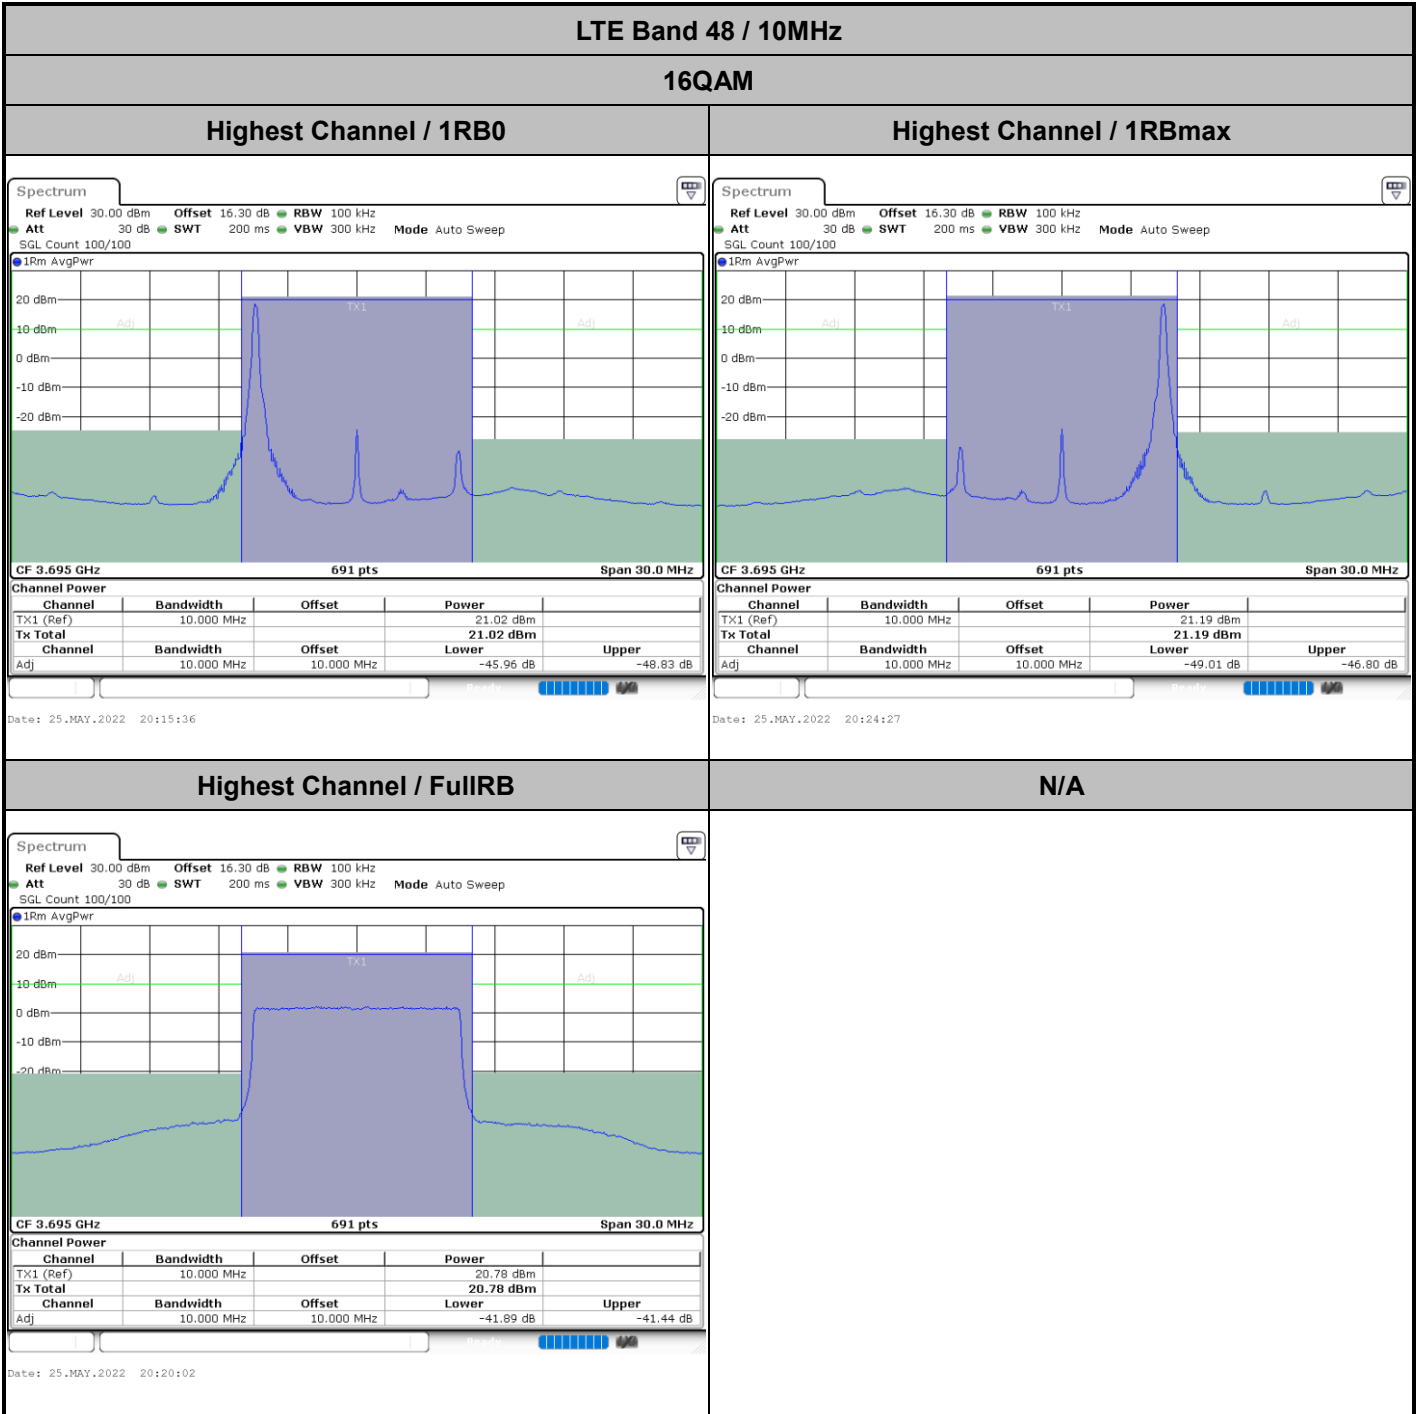 LTE Band 48 / 10MHz
16QAM
Highest Channel / 1RB0
Highest Channel / 1RBmax
Spectrum
Ref Level 30.00 dBm Offset 16.30 dB RBW 100 kHz
Att 30 dB SWT 200 ms VBW 300 kHz Mode Auto Sweep
SGL Count 100/100
1Rm AvgPwr
TX1
20 dBm
Adj
Adj
10 dBm
0 dBm
-10 dBm
-20 dBm
CF 3.695 GHz 691 pts Span 30.0 MHz
Channel Power
Channel Bandwidth Offset Power
TX1 (Ref) 10.000 MHz 21.02 dBm
Tx Total 21.02 dBm
Channel Bandwidth Offset Lower Upper
Adj 10.000 MHz 10.000 MHz -45.96 dB -48.83 dB
Ready
Date: 25.MAY.2022 20:15:36
Spectrum
Ref Level 30.00 dBm Offset 16.30 dB RBW 100 kHz
Att 30 dB SWT 200 ms VBW 300 kHz Mode Auto Sweep
SGL Count 100/100
1Rm AvgPwr
TX1
20 dBm
Adj
Adj
10 dBm
0 dBm
-10 dBm
-20 dBm
CF 3.695 GHz 691 pts Span 30.0 MHz
Channel Power
Channel Bandwidth Offset Power
TX1 (Ref) 10.000 MHz 21.19 dBm
Tx Total 21.19 dBm
Channel Bandwidth Offset Lower Upper
Adj 10.000 MHz 10.000 MHz -49.01 dB -46.80 dB
Ready
Date: 25.MAY.2022 20:24:27
Highest Channel / FullRB
N/A
Spectrum
Ref Level 30.00 dBm Offset 16.30 dB RBW 100 kHz
Att 30 dB SWT 200 ms VBW 300 kHz Mode Auto Sweep
SGL Count 100/100
1Rm AvgPwr
20 dBm
TX1
Adj
Adj
10 dBm
0 dBm
-10 dBm
-20 dBm
CF 3.695 GHz 691 pts Span 30.0 MHz
Channel Power
Channel Bandwidth Offset Power
TX1 (Ref) 10.000 MHz 20.78 dBm
Tx Total 20.78 dBm
Channel Bandwidth Offset Lower Upper
Adj 10.000 MHz 10.000 MHz -41.89 dB -41.44 dB
Ready
Date: 25.MAY.2022 20:20:02